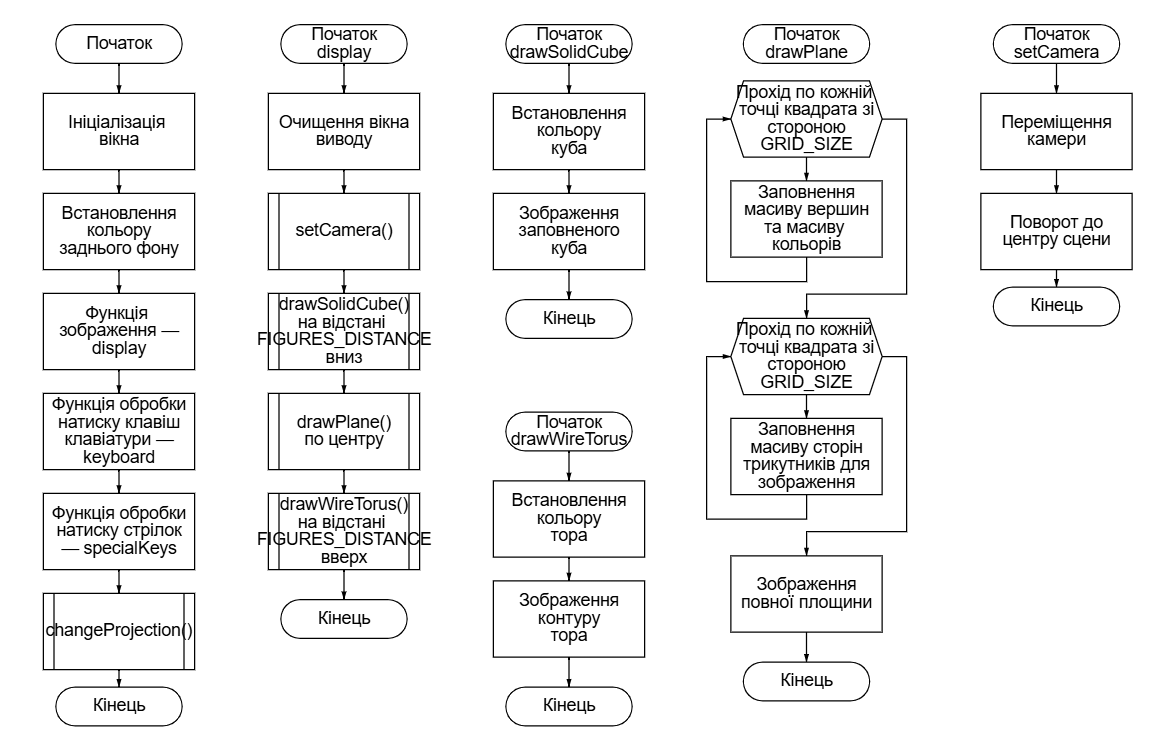 Початок
Ініціалізація
вікна
Встановлення
кольору
заднього фону
Функція
зображення —
display
Функція обробки
натиску клавіш
клавіатури —
keyboard
Функція обробки
натиску стрілок
— specialKeys
changeProjection()
Кінець
Початок
display
Очищення вікна
виводу
setCamera()
drawSolidCube()
на відстані
FIGURES_DISTANCE
вниз
drawPlane()
по центру
drawWireTorus()
на відстані
FIGURES_DISTANCE
вверх
Кінець
Початок
drawSolidCube
Встановлення
кольору
куба
Зображення
заповненого
куба
Кінець
Початок
drawWireTorus
Встановлення
кольору
тора
Зображення
контуру
тора
Кінець
Початок
drawPlane
Прохід по кожній
точці квадрата зі
стороною
GRID_SIZE
Заповнення
масиву вершин
та масиву
кольорів
Прохід по кожній
точці квадрата зі
стороною
GRID_SIZE
Заповнення
масиву сторін
трикутників для
зображення
Зображення
повної площини
Кінець
Початок
setCamera
Переміщення
камери
Поворот до
центру сцени
Кінець